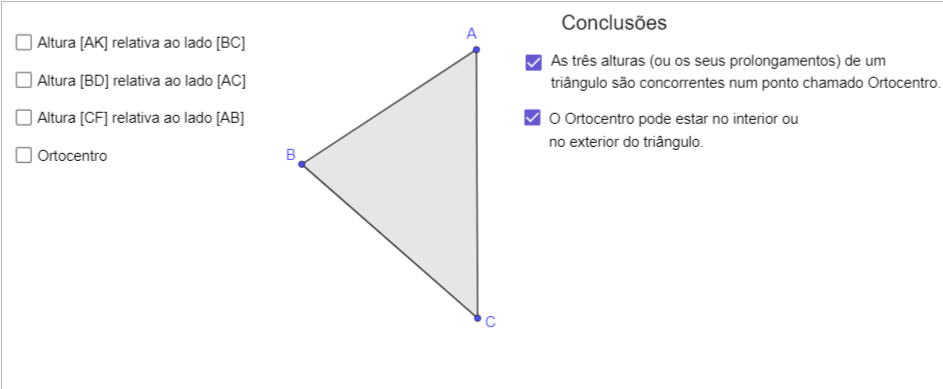 Altura [AK] relativa ao lado [BC]
Altura [BD] relativa ao lado [AC]
Altura [CF] relativa ao lado [AB]
Ortocentro
A
B
C
Conclusões
As três alturas (ou os seus prolongamentos) de um
triângulo são concorrentes num ponto chamado Ortocentro.
O Ortocentro pode estar no interior ou
no exterior do triângulo.